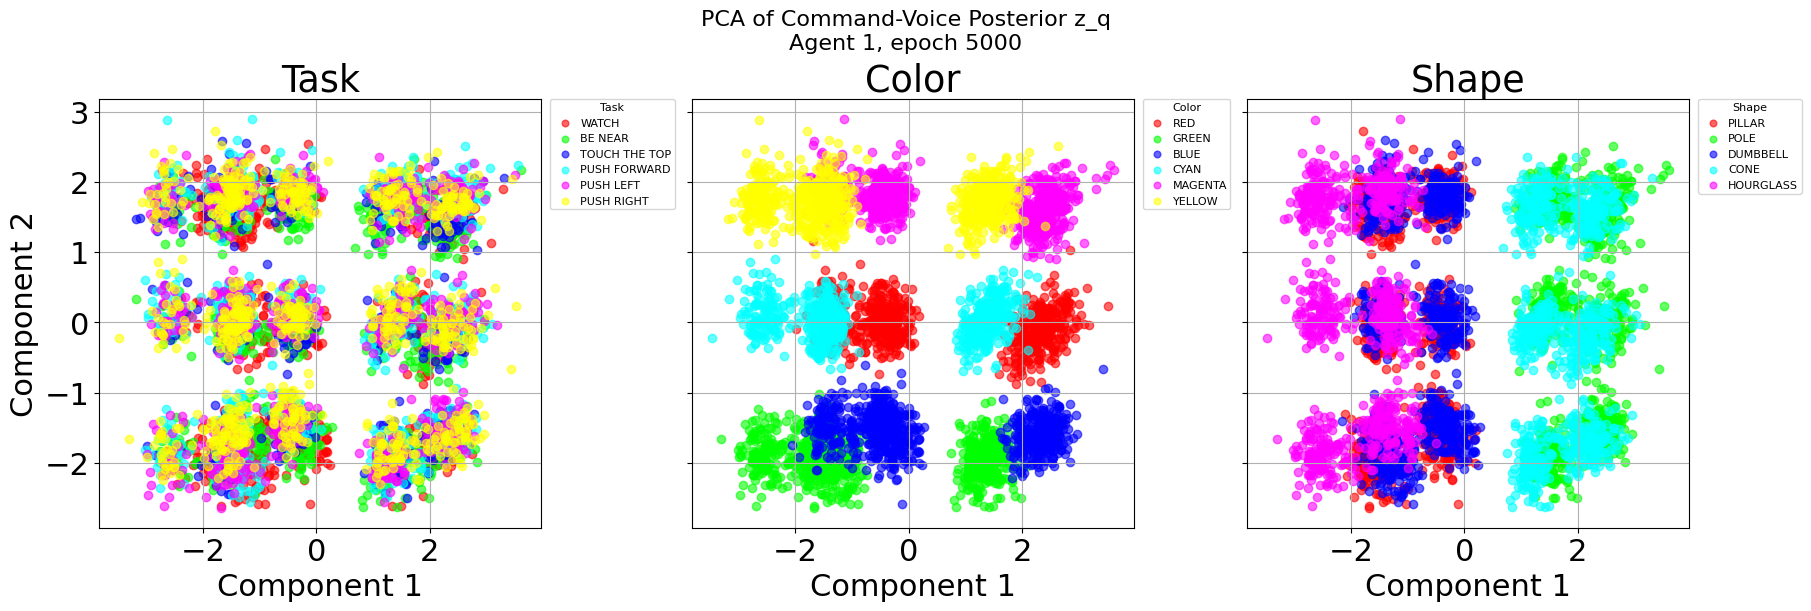 PCA of Command-Voice Posterior z_q
Agent 1, epoch 5000
Task
Color
Shape
Task
WATCH
BE NEAR
TOUCH THE TOP
PUSH FORWARD
PUSH LEFT
PUSH RIGHT
Color
RED
GREEN
BLUE
CYAN
MAGENTA
YELLOW
Shape
PILLAR
POLE
DUMBBELL
CONE
HOURGLASS
Component 2
3
2
1
0
−1
−2
−2 0 2
−2 0 2
−2 0 2
Component 1
Component 1
Component 1